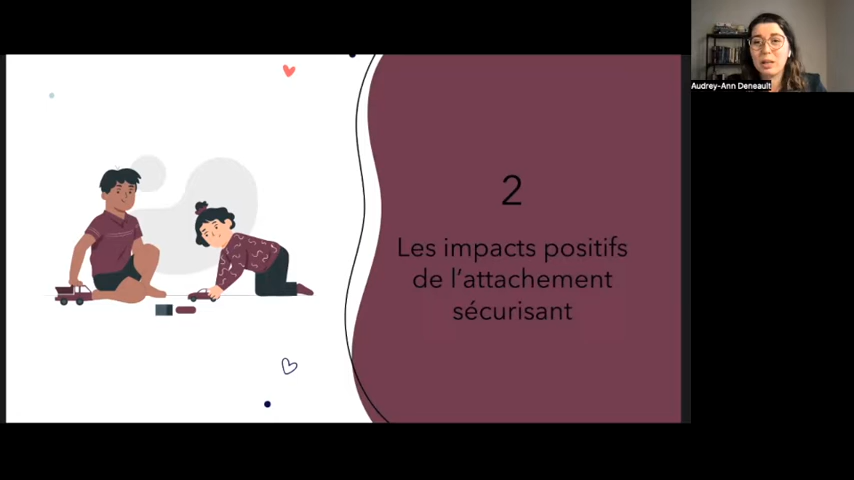 Audrey-Ann Deneault
2
Les impacts positifs
de l'attachement
sécurisant